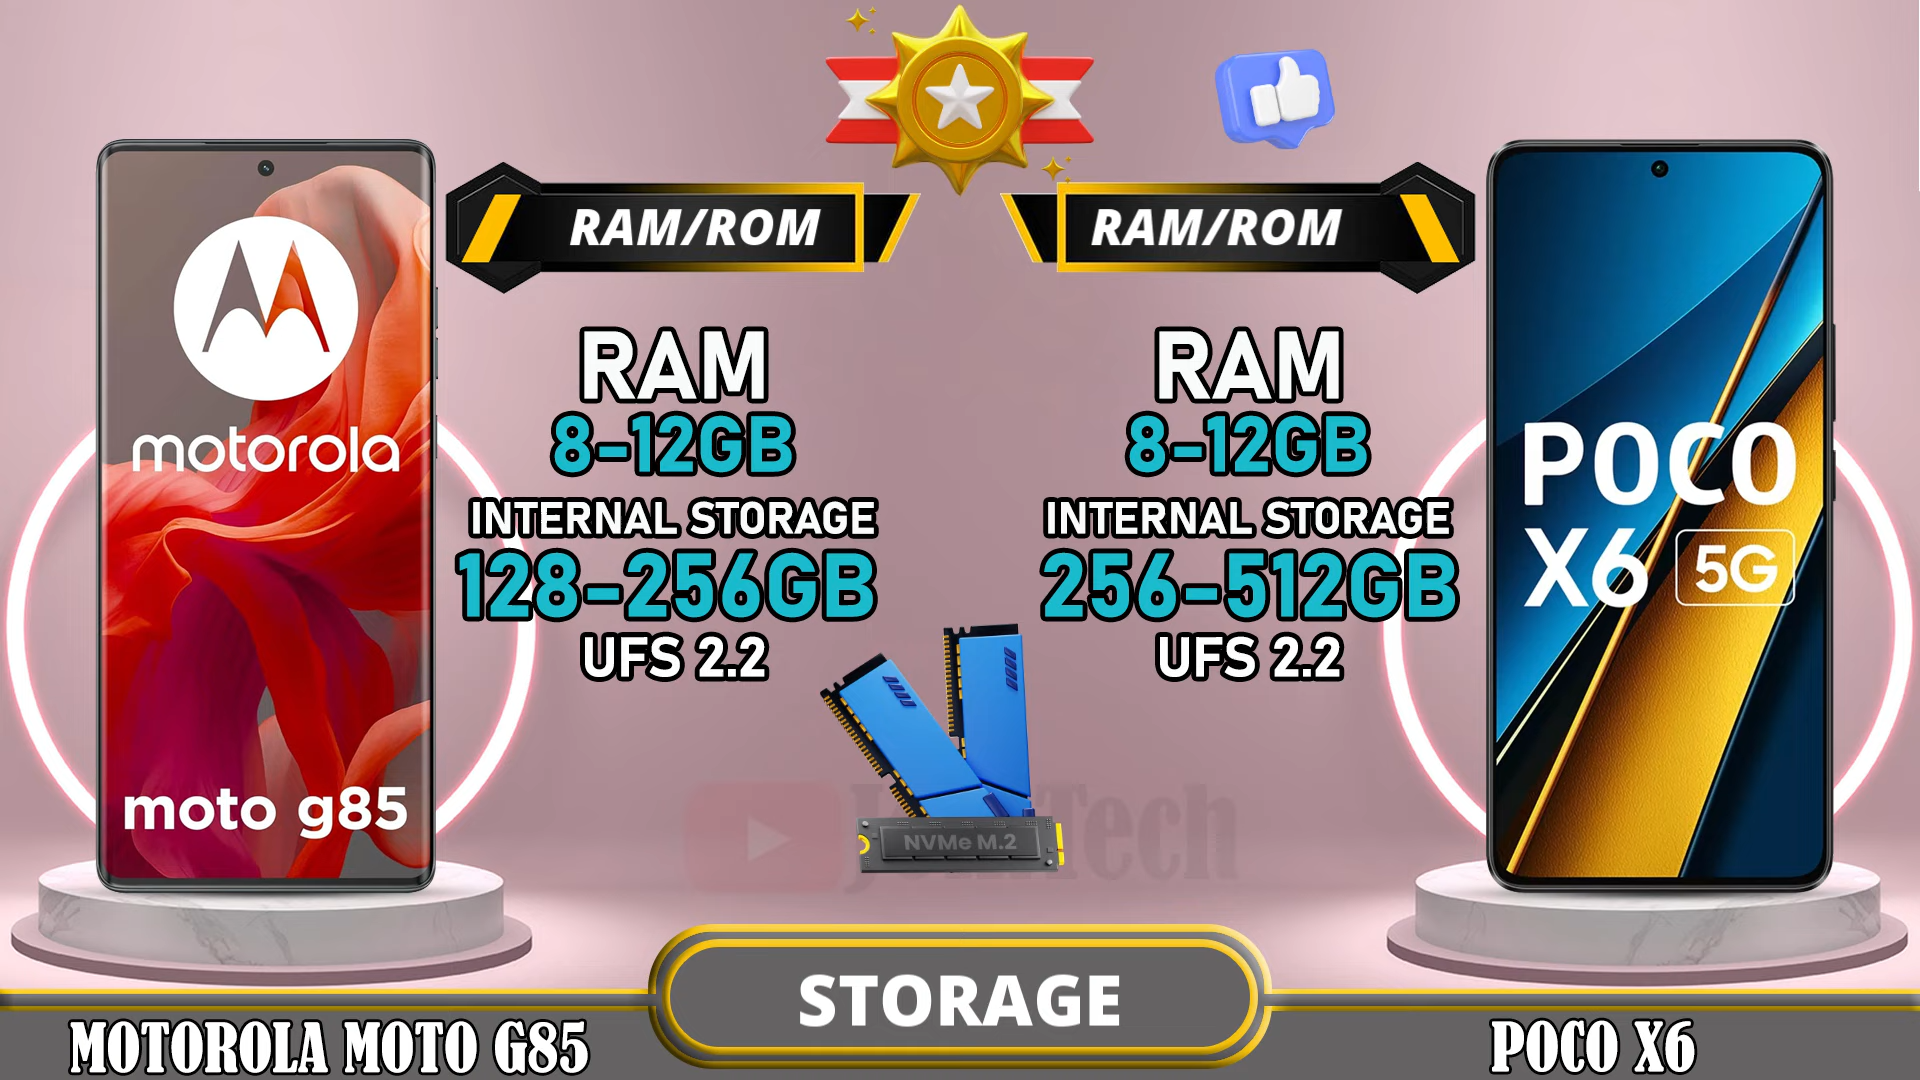 RAM/ROM
RAM/ROM
motorola
moto g85
RAM
8-12GB
INTERNAL STORAGE
128-256GB
UFS 2.2
RAM
8-12GB
INTERNAL STORAGE
256-512GB
UFS 2.2
POCO
X6 5G
NVMe M.2
Tech
STORAGE
MOTOROLA MOTO G85
POCO X6